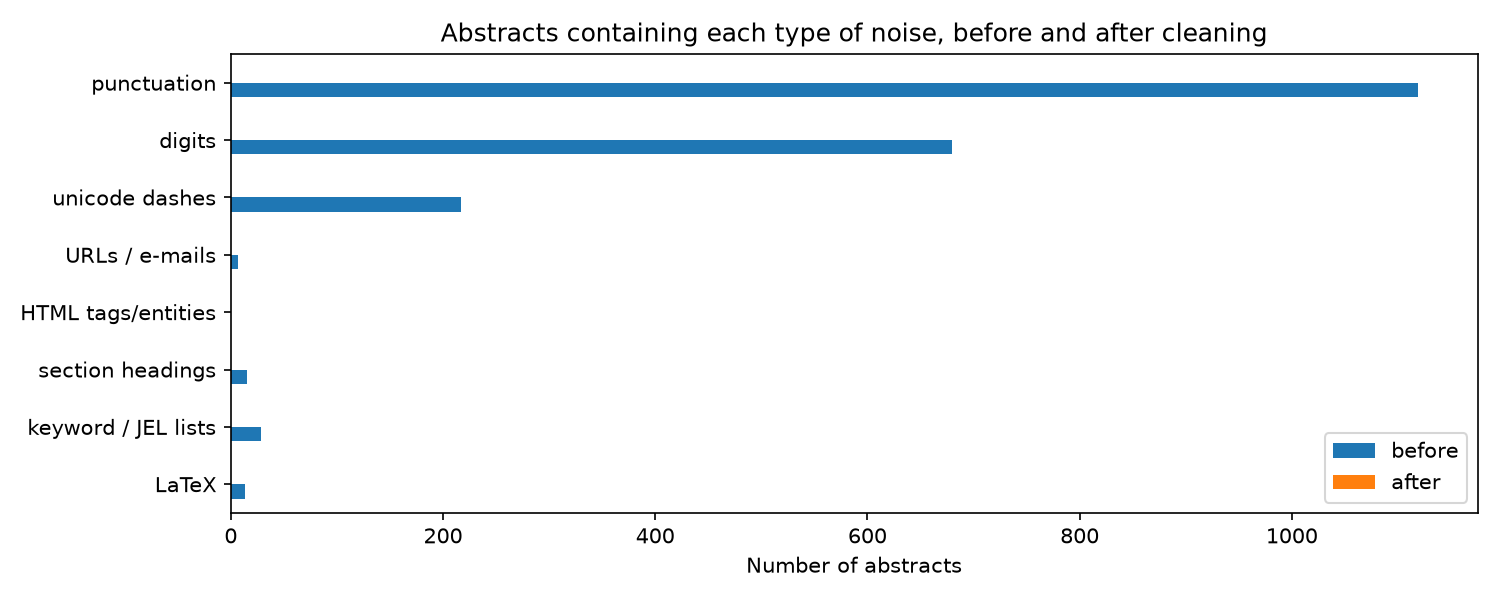 Abstracts containing each type of noise, before and after cleaning
punctuation
digits
unicode dashes
URLs / e-mails
HTML tags/entities
section headings
keyword / JEL lists
LaTeX
before
after
0 200 400 600 800 1000
Number of abstracts